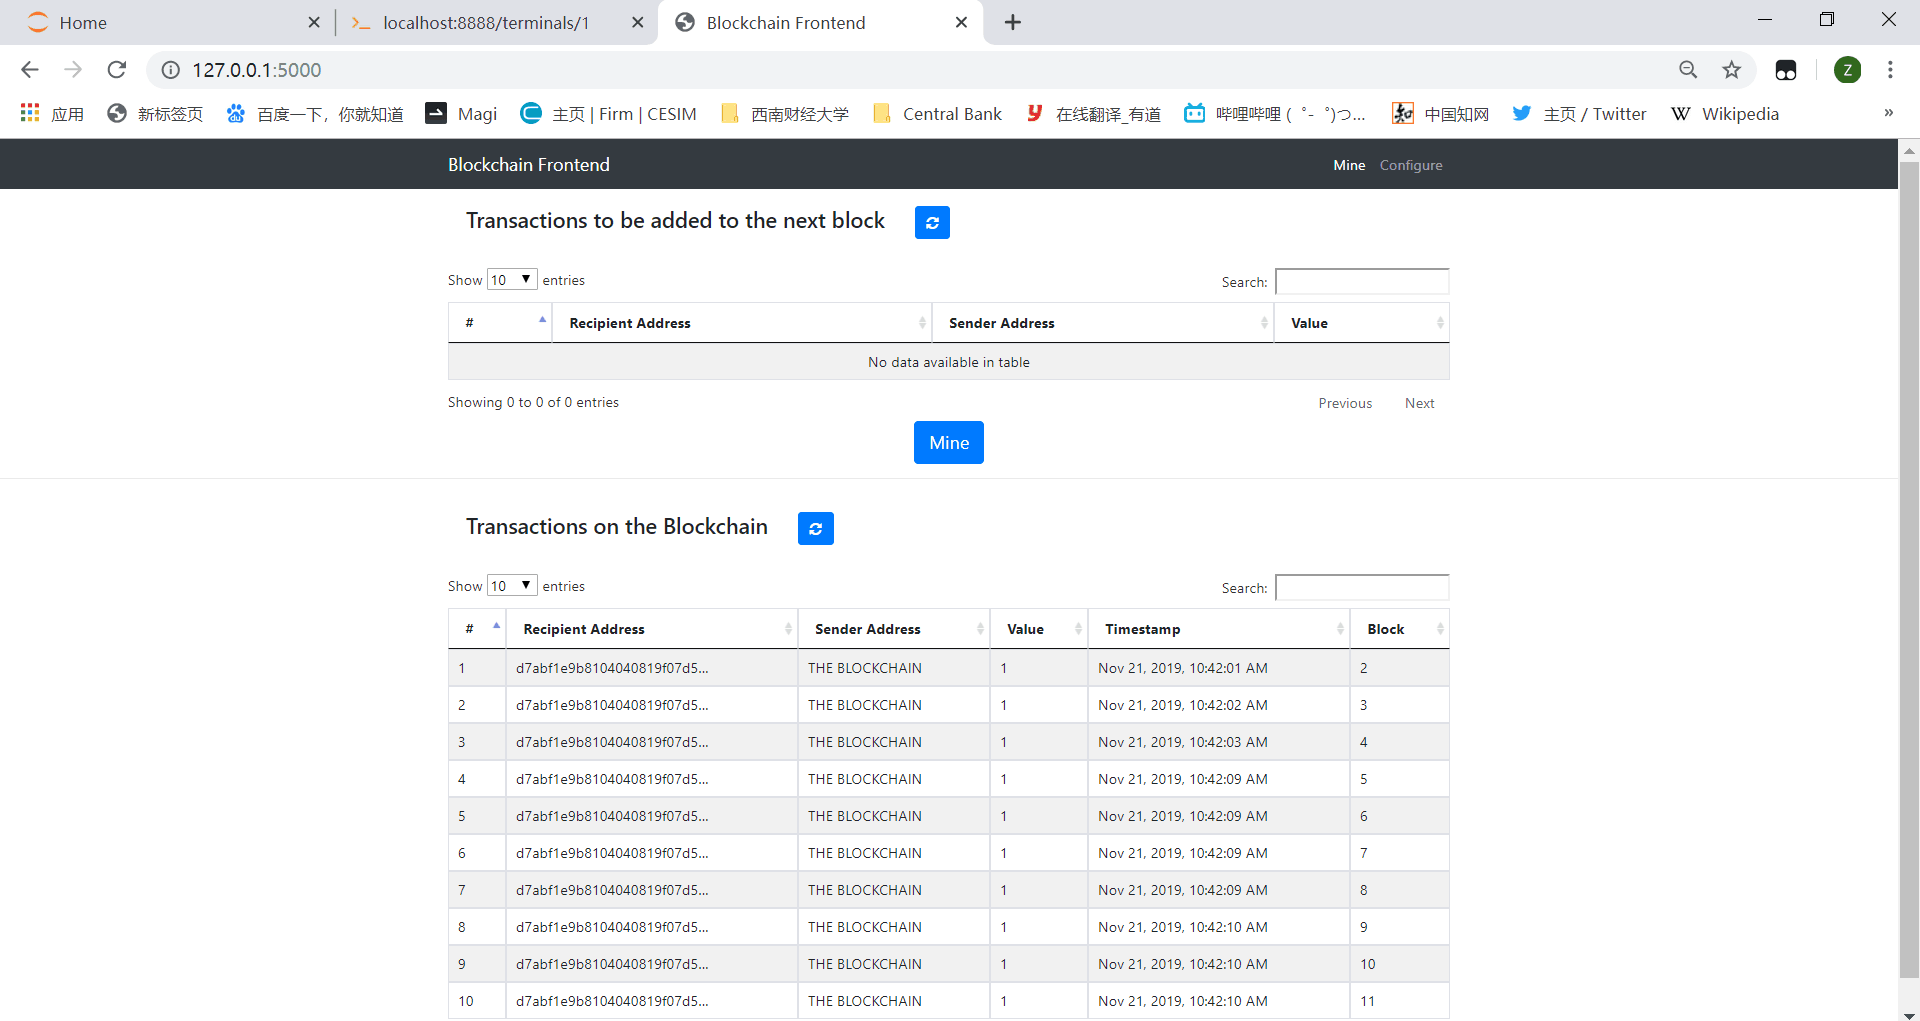 Home localhost:8888/terminals/1 Blockchain Frontend
127.0.0.1:5000 Z
应用 新标签页 百度一下，你就知道 Magi 主页 | Firm | CESIM 西南财经大学 Central Bank 在线翻译_有道 哔哩哔哩 ( ゜- ゜)つ... 中国知网 主页 / Twitter Wikipedia »
Blockchain Frontend Mine Configure
Transactions to be added to the next block
Show 10 entries Search:
# Recipient Address Sender Address Value
No data available in table
Showing 0 to 0 of 0 entries Previous Next
Mine
Transactions on the Blockchain
Show 10 entries Search:
# Recipient Address Sender Address Value Timestamp Block
1 d7abf1e9b8104040819f07d5... THE BLOCKCHAIN 1 Nov 21, 2019, 10:42:01 AM 2
2 d7abf1e9b8104040819f07d5... THE BLOCKCHAIN 1 Nov 21, 2019, 10:42:02 AM 3
3 d7abf1e9b8104040819f07d5... THE BLOCKCHAIN 1 Nov 21, 2019, 10:42:03 AM 4
4 d7abf1e9b8104040819f07d5... THE BLOCKCHAIN 1 Nov 21, 2019, 10:42:09 AM 5
5 d7abf1e9b8104040819f07d5... THE BLOCKCHAIN 1 Nov 21, 2019, 10:42:09 AM 6
6 d7abf1e9b8104040819f07d5... THE BLOCKCHAIN 1 Nov 21, 2019, 10:42:09 AM 7
7 d7abf1e9b8104040819f07d5... THE BLOCKCHAIN 1 Nov 21, 2019, 10:42:09 AM 8
8 d7abf1e9b8104040819f07d5... THE BLOCKCHAIN 1 Nov 21, 2019, 10:42:10 AM 9
9 d7abf1e9b8104040819f07d5... THE BLOCKCHAIN 1 Nov 21, 2019, 10:42:10 AM 10
10 d7abf1e9b8104040819f07d5... THE BLOCKCHAIN 1 Nov 21, 2019, 10:42:10 AM 11